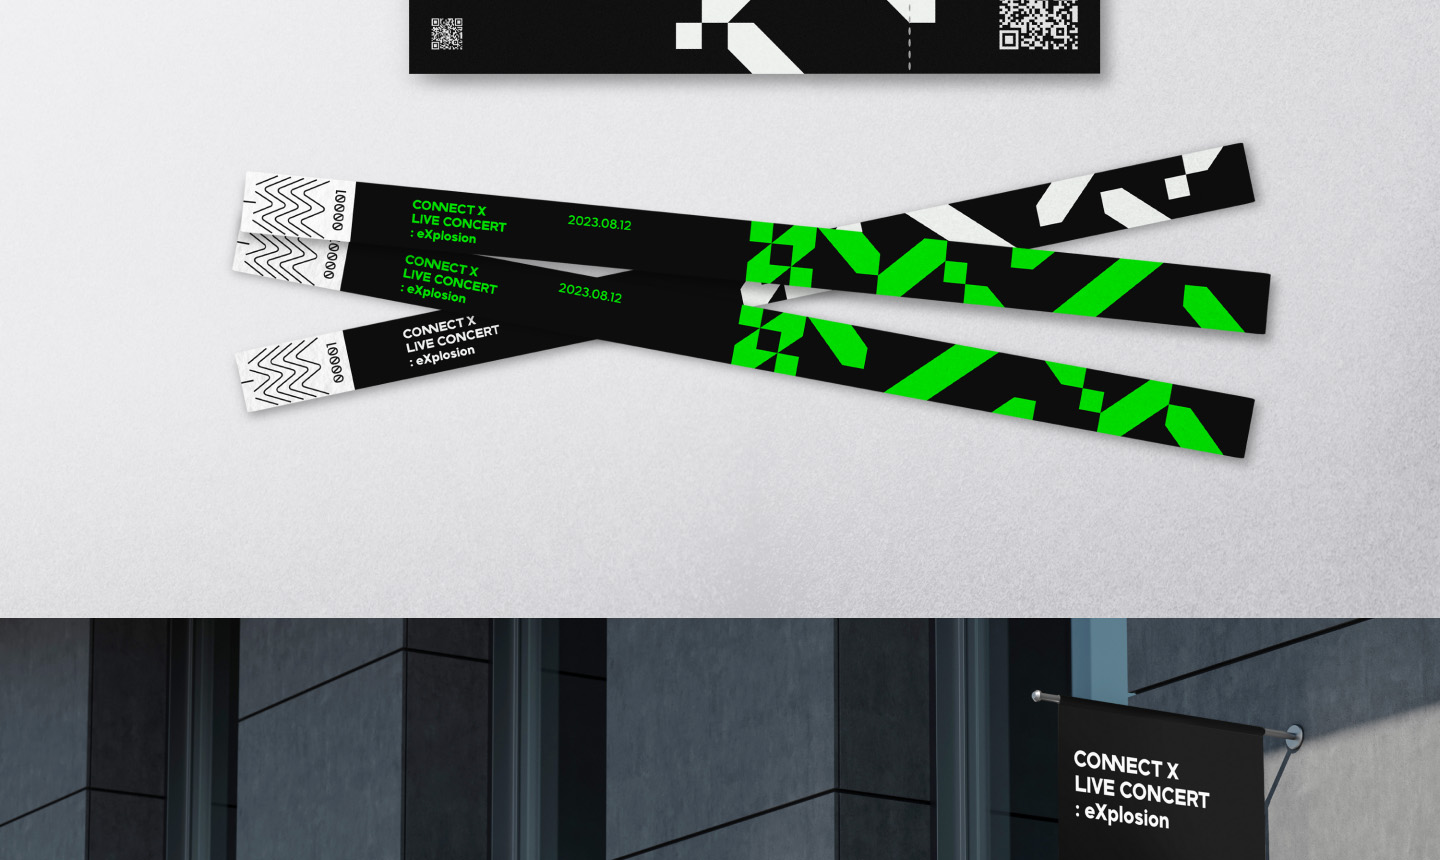 00001
CONNECT X
LIVE CONCERT
: eXplosion
2023.08.12
00001
CONNECT X
LIVE CONCERT
: eXplosion
2023.08.12
00001
CONNECT X
LIVE CONCERT
: eXplosion
CONNECT X
LIVE CONCERT
: eXplosion